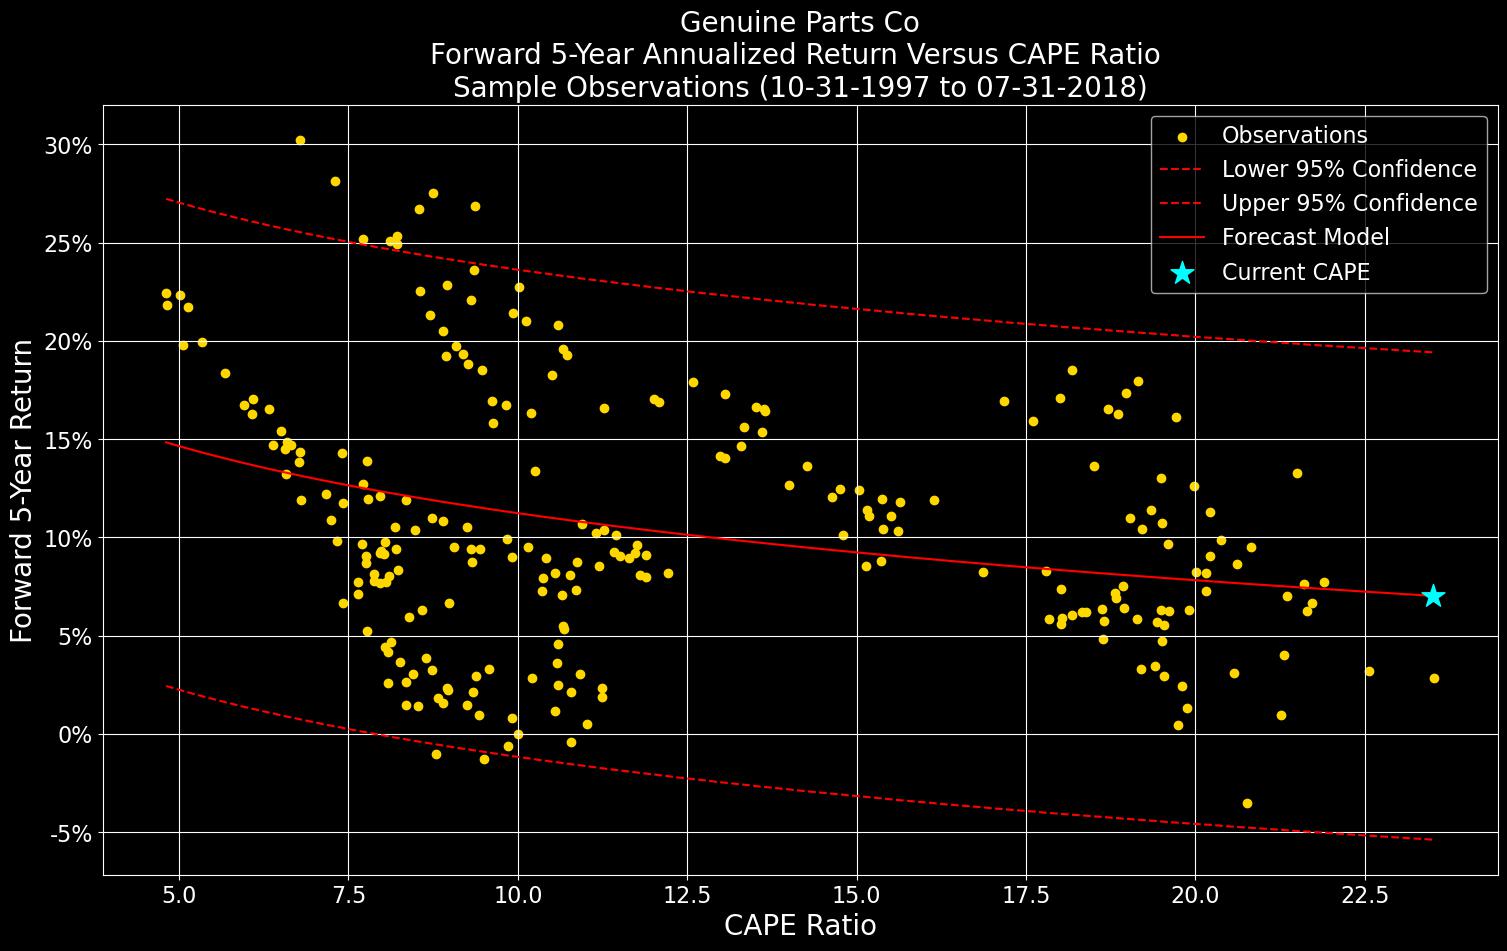 Genuine Parts Co
Forward 5-Year Annualized Return Versus CAPE Ratio
Sample Observations (10-31-1997 to 07-31-2018)
Observations
Lower 95% Confidence
Upper 95% Confidence
Forecast Model
Current CAPE
Forward 5-Year Return
30%
25%
20%
15%
10%
5%
0%
-5%
5.0 7.5 10.0 12.5 15.0 17.5 20.0 22.5
CAPE Ratio